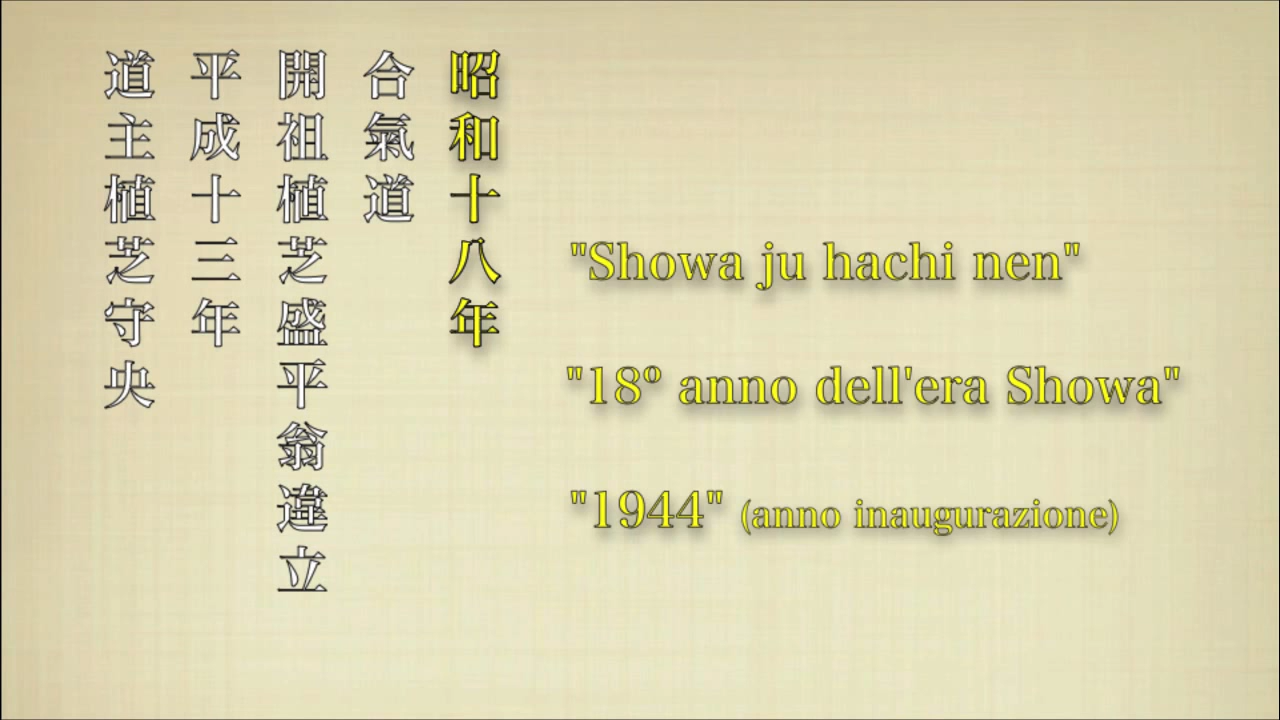 昭和十八年
合氣道
開祖植芝盛平翁違立
平成十三年
道主植芝守央
"Showa ju hachi nen"
"18° anno dell'era Showa"
"1944" (anno inaugurazione)